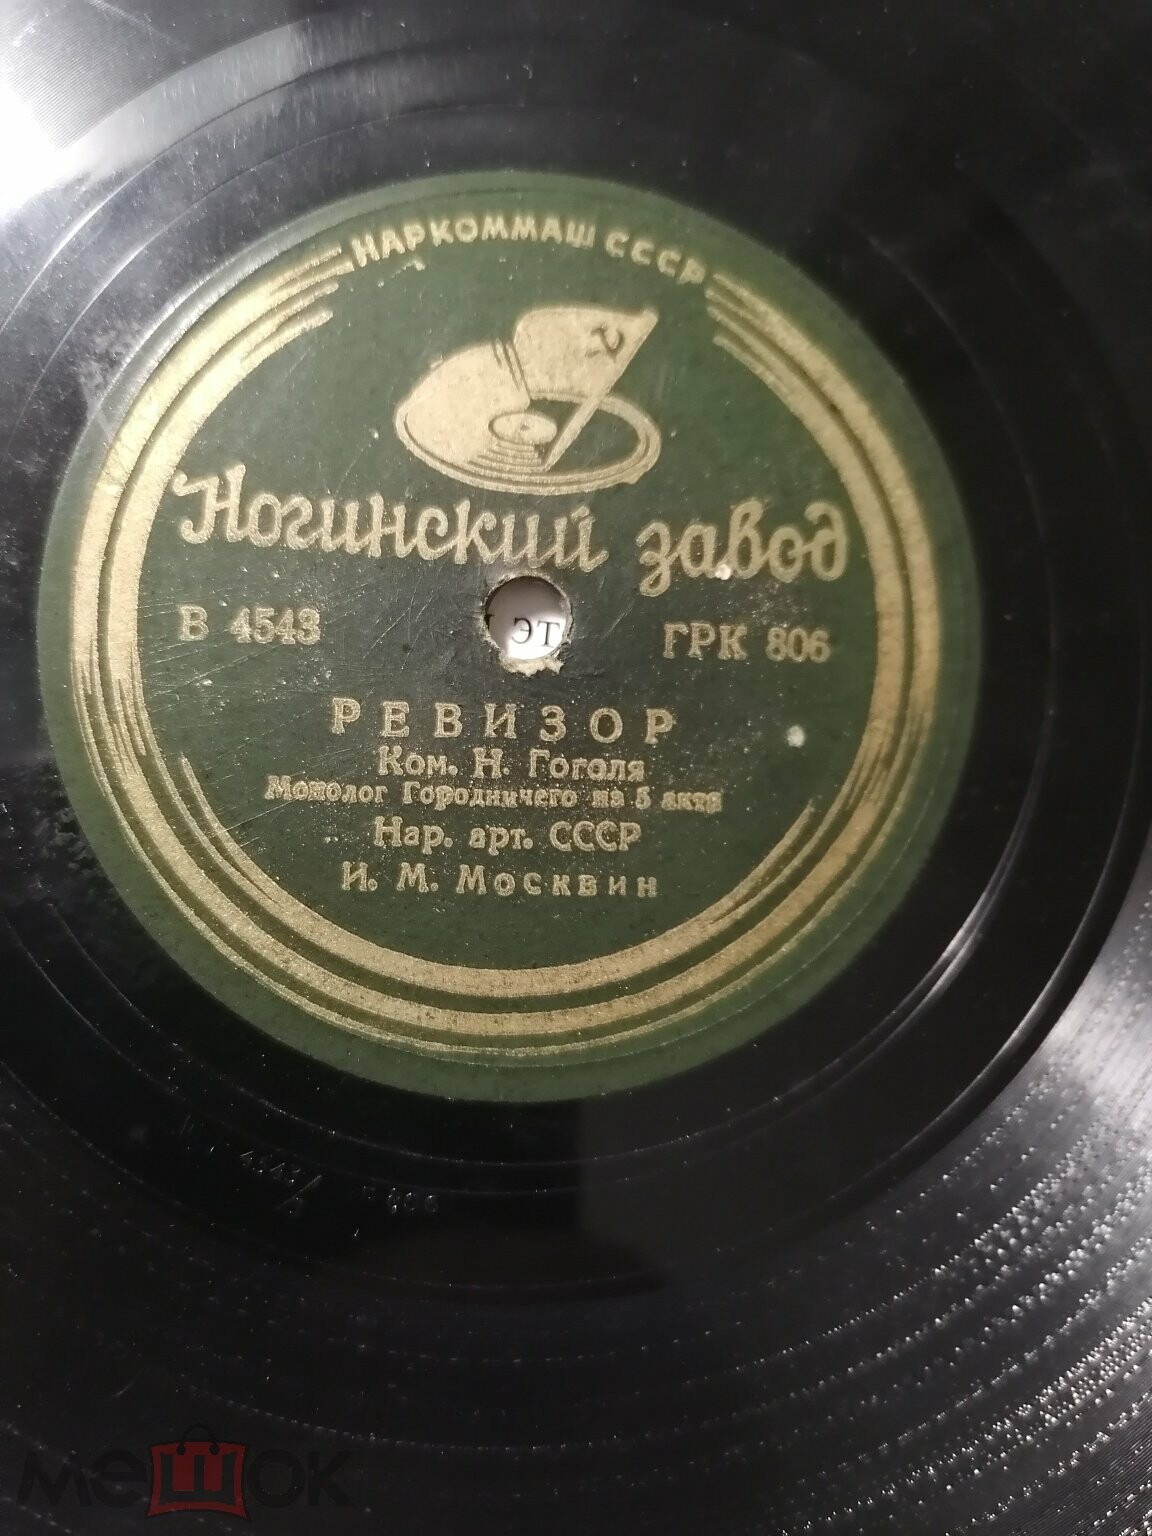 НАРКОММАШ СССР
Ногинский завод
В 4543
ГРК 806
ЭТ
РЕВИЗОР
Ком. Н. Гоголя
Монолог Городничего из 5 акта
Нар. арт. СССР
И. М. Москвин
4543/
мешок